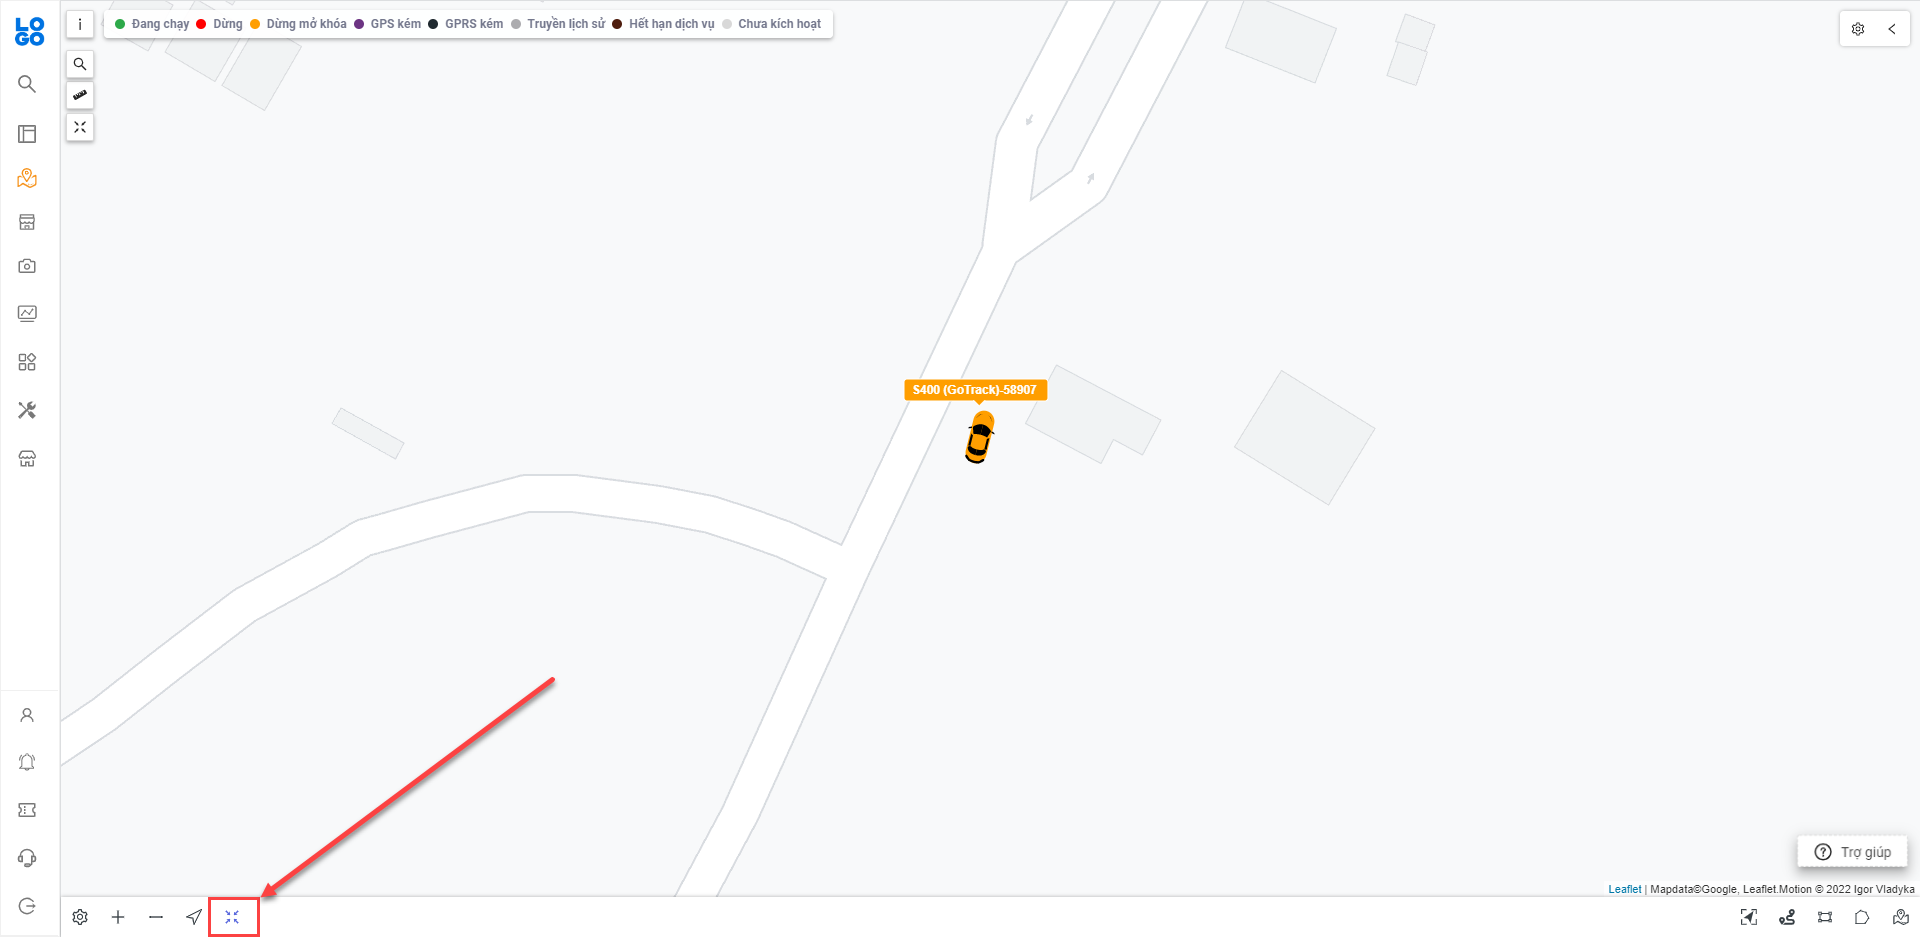 LO
GO
i
Đang chạy Dừng Dừng mở khóa GPS kém GPRS kém Truyền lịch sử Hết hạn dịch vụ Chưa kích hoạt
S400 (GoTrack)-58907
Trợ giúp
Leaflet | Mapdata©Google, Leaflet.Motion © 2022 Igor Vladyka